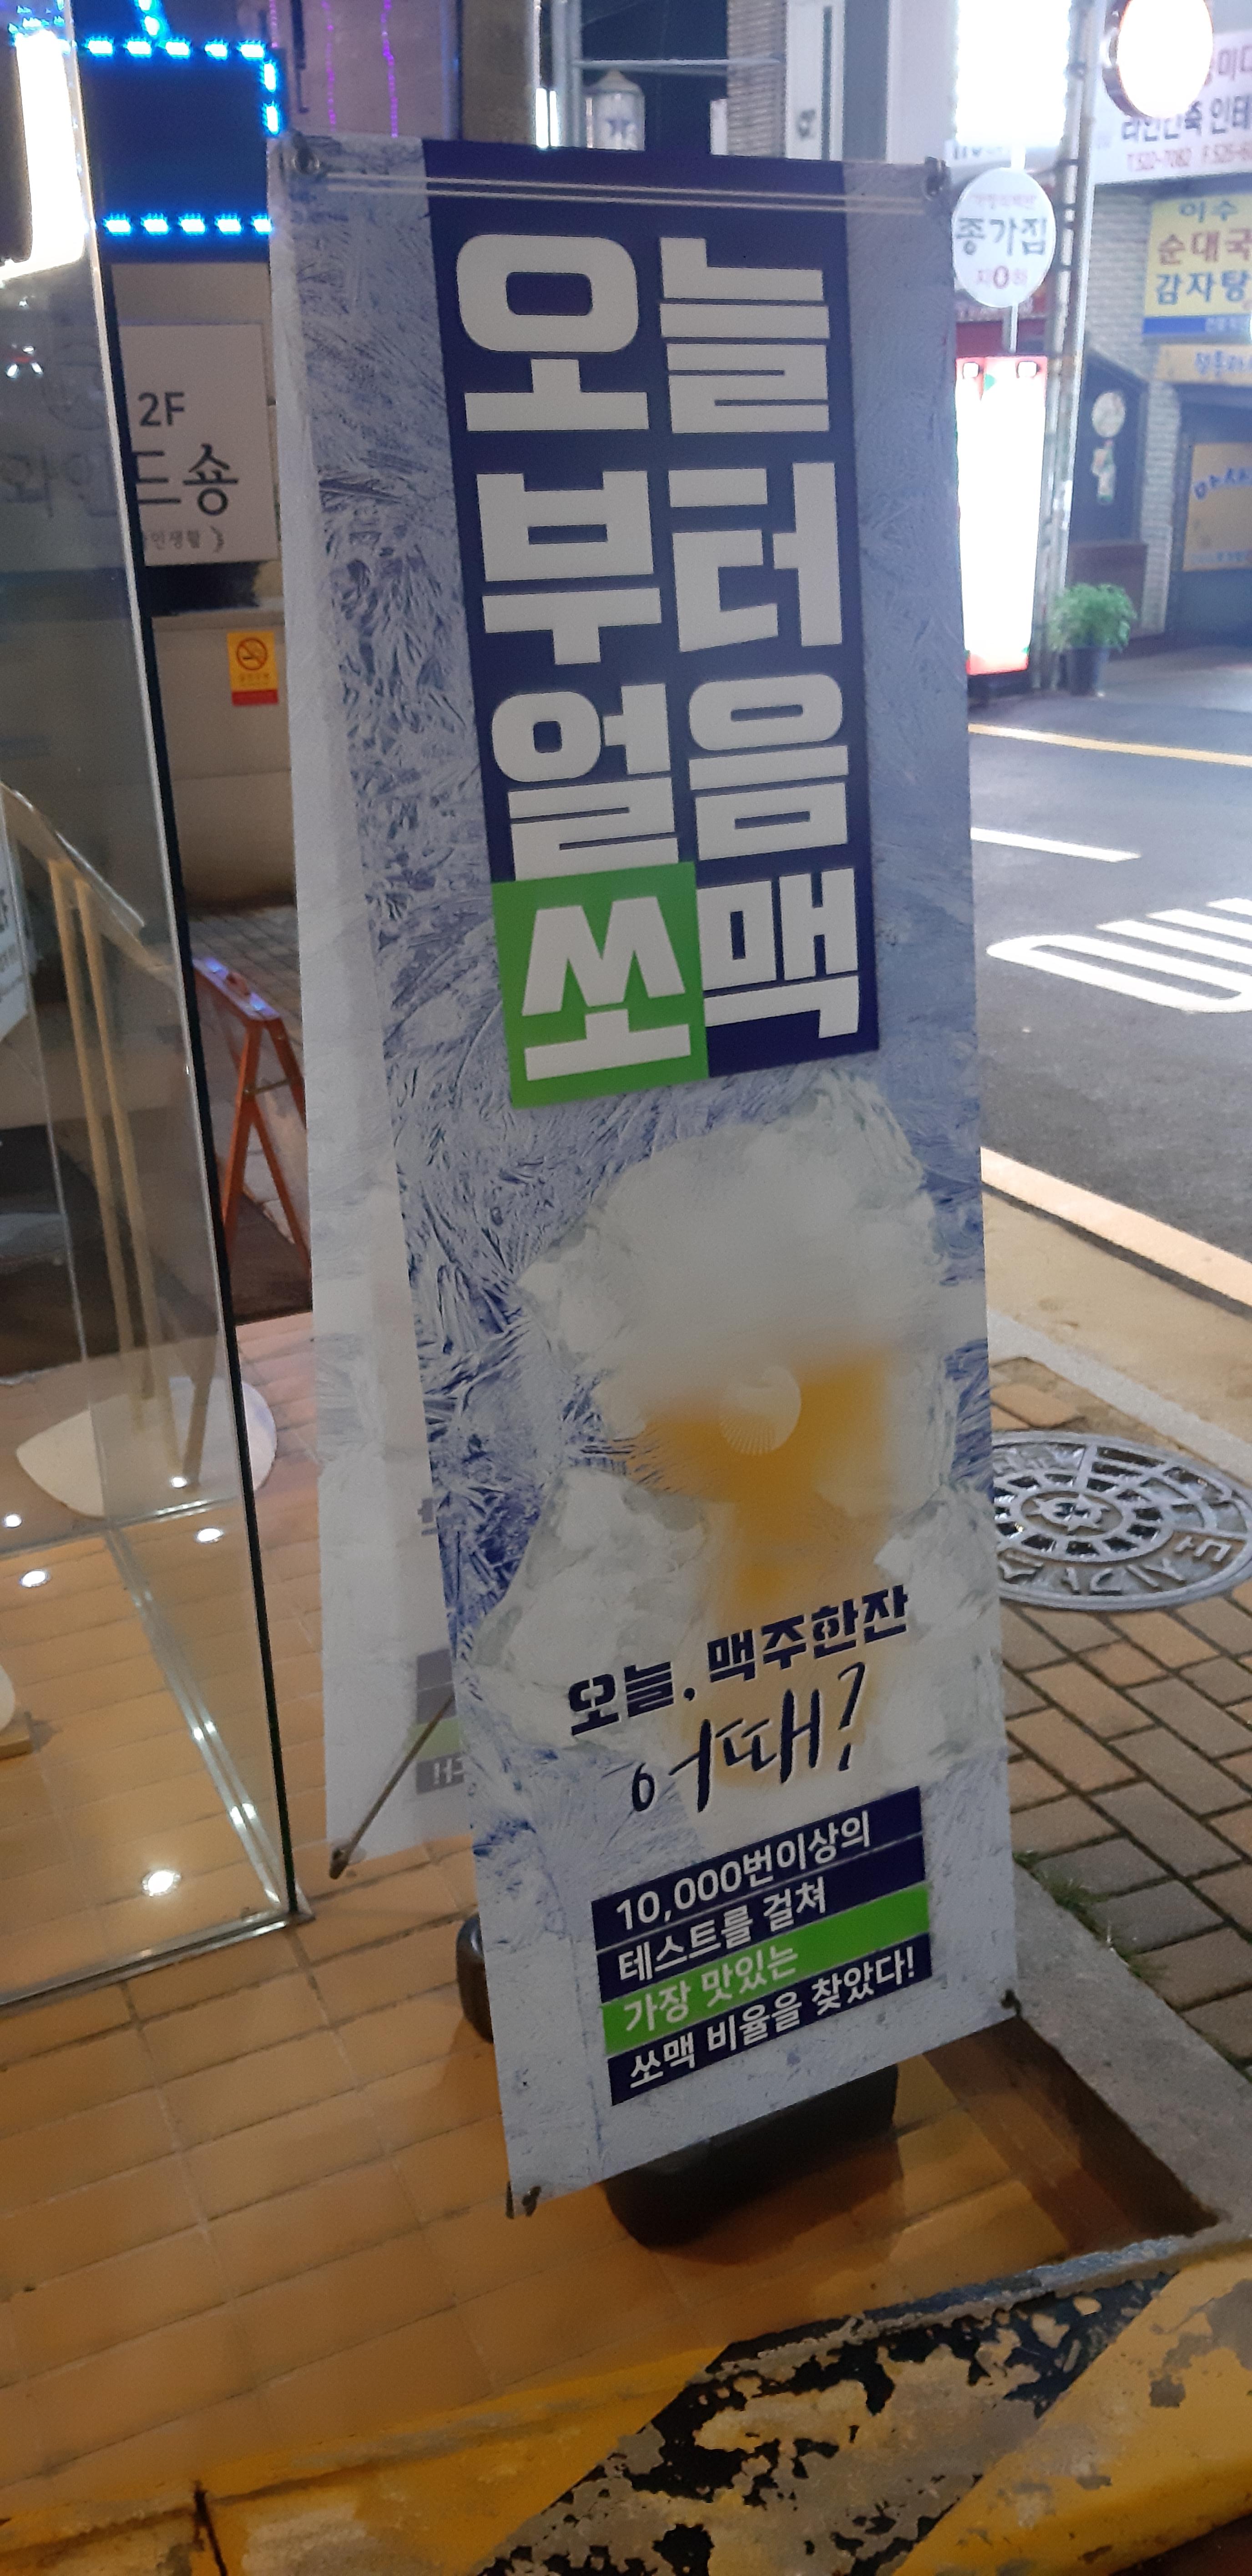 오늘
부터
얼음
쏘맥
오늘, 맥주한잔
어때?
10,000번이상의
테스트를 걸쳐
가장 맛있는
쏘맥 비율을 찾았다!
2F
드숑
종가집
순대국
감자탕